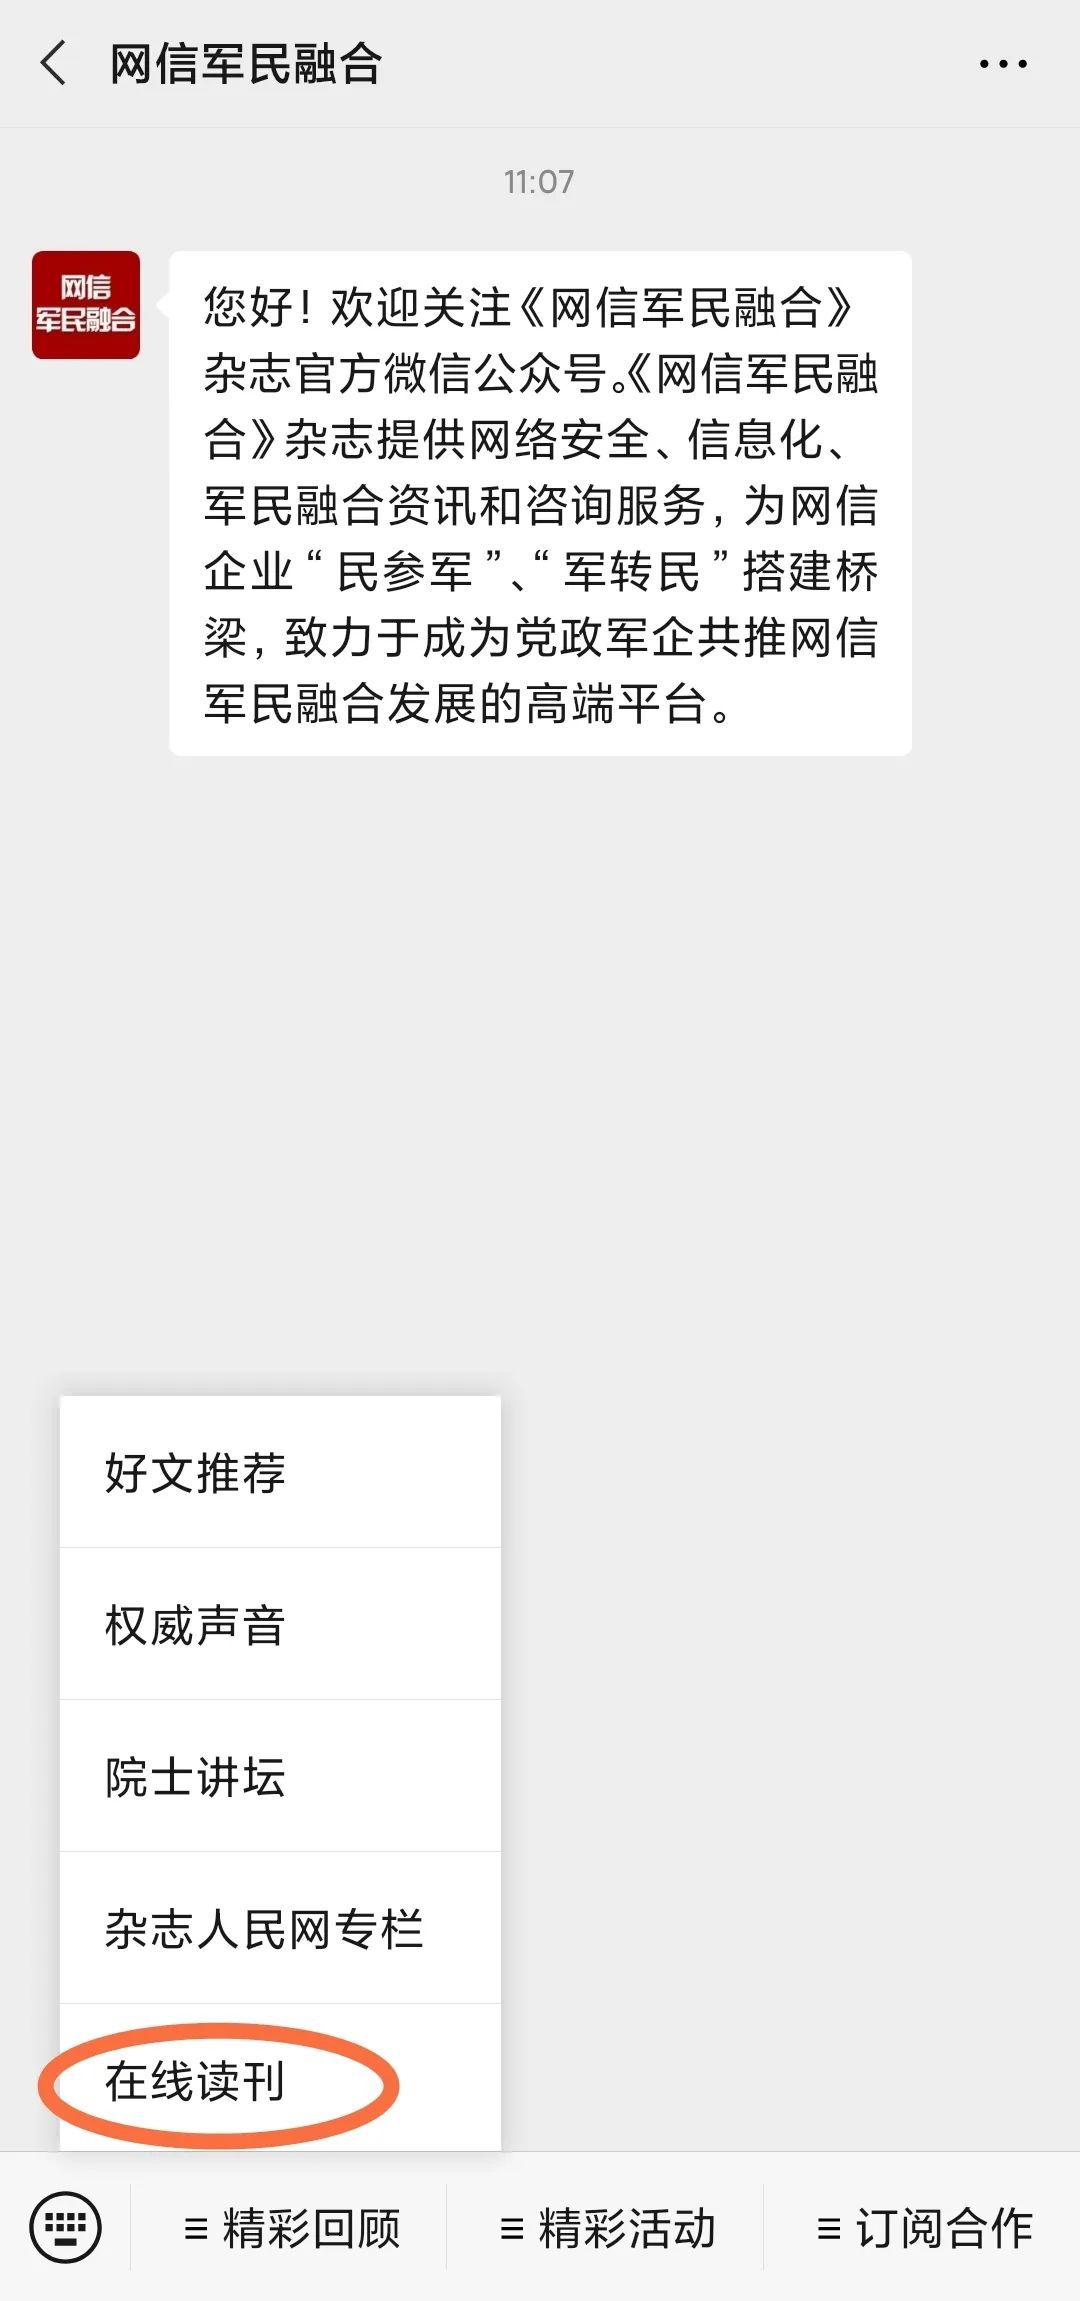 网信军民融合
11:07
网信
军民融合
您好！欢迎关注《网信军民融合》
杂志官方微信公众号。《网信军民融
合》杂志提供网络安全、信息化、
军民融合资讯和咨询服务，为网信
企业“民参军”、“军转民”搭建桥
梁，致力于成为党政军企共推网信
军民融合发展的高端平台。
好文推荐
权威声音
院士讲坛
杂志人民网专栏
在线读刊
精彩回顾
精彩活动
订阅合作